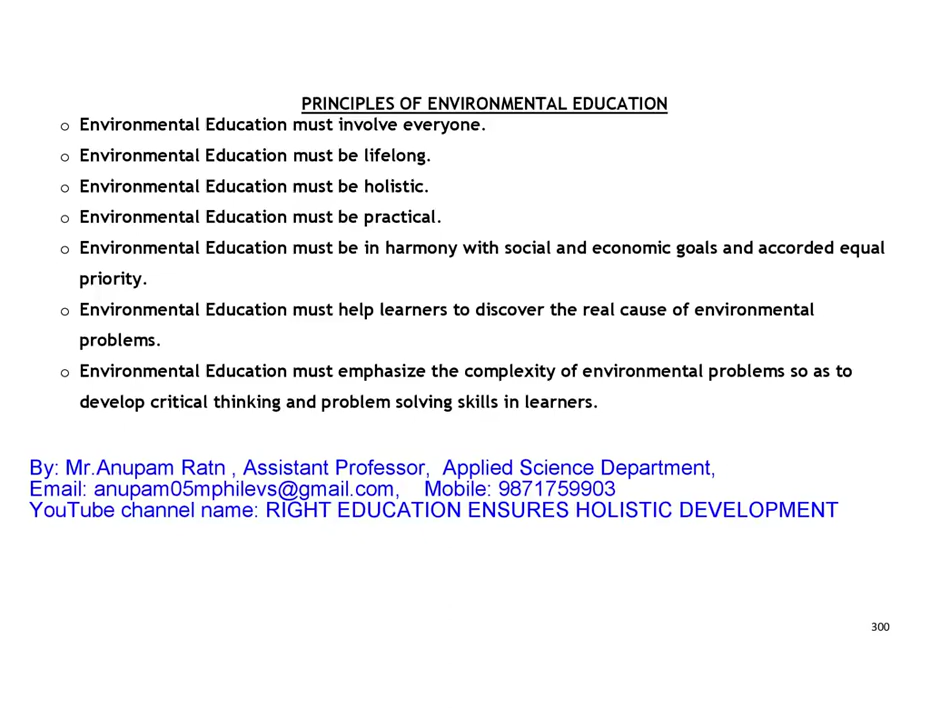 PRINCIPLES OF ENVIRONMENTAL EDUCATION
o Environmental Education must involve everyone.
o Environmental Education must be lifelong.
o Environmental Education must be holistic.
o Environmental Education must be practical.
o Environmental Education must be in harmony with social and economic goals and accorded equal
priority.
o Environmental Education must help learners to discover the real cause of environmental
problems.
o Environmental Education must emphasize the complexity of environmental problems so as to
develop critical thinking and problem solving skills in learners.
By: Mr.Anupam Ratn , Assistant Professor, Applied Science Department,
Email: anupam05mphilevs@gmail.com, Mobile: 9871759903
YouTube channel name: RIGHT EDUCATION ENSURES HOLISTIC DEVELOPMENT
300